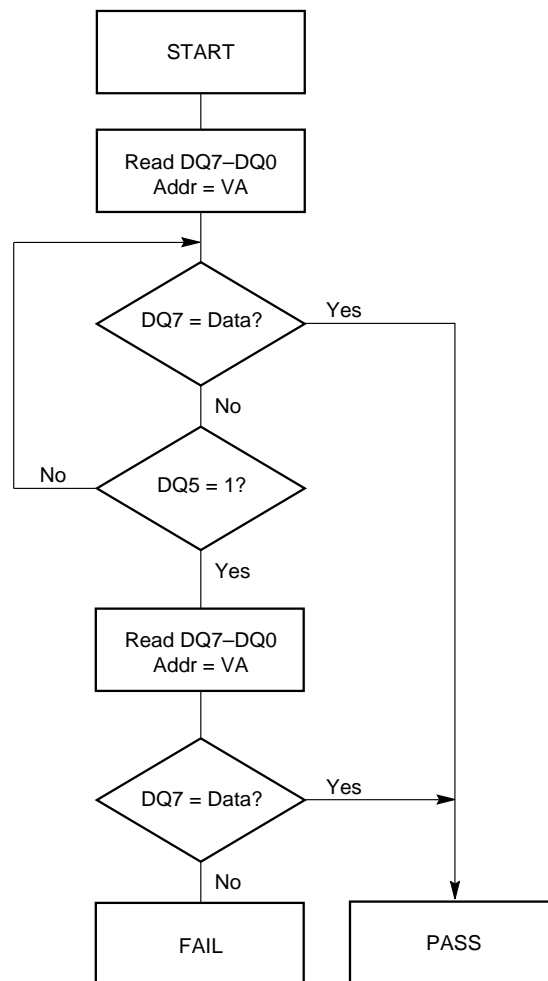 START
Read DQ7–DQ0
Addr = VA
DQ7 = Data?
Yes
No
No
DQ5 = 1?
Yes
Read DQ7–DQ0
Addr = VA
DQ7 = Data?
Yes
No
FAIL
PASS